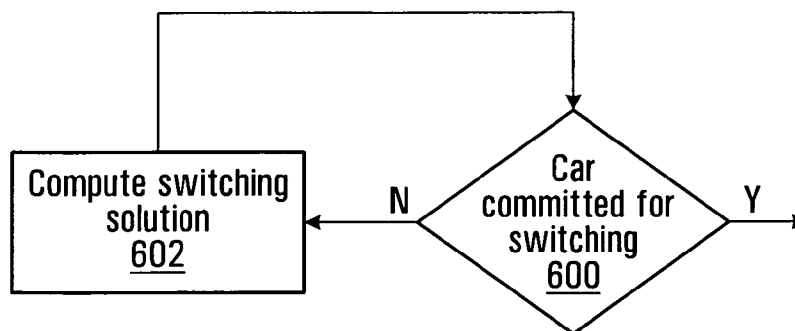 Compute switching
solution
602
N
Car
committed for
switching
600
Y